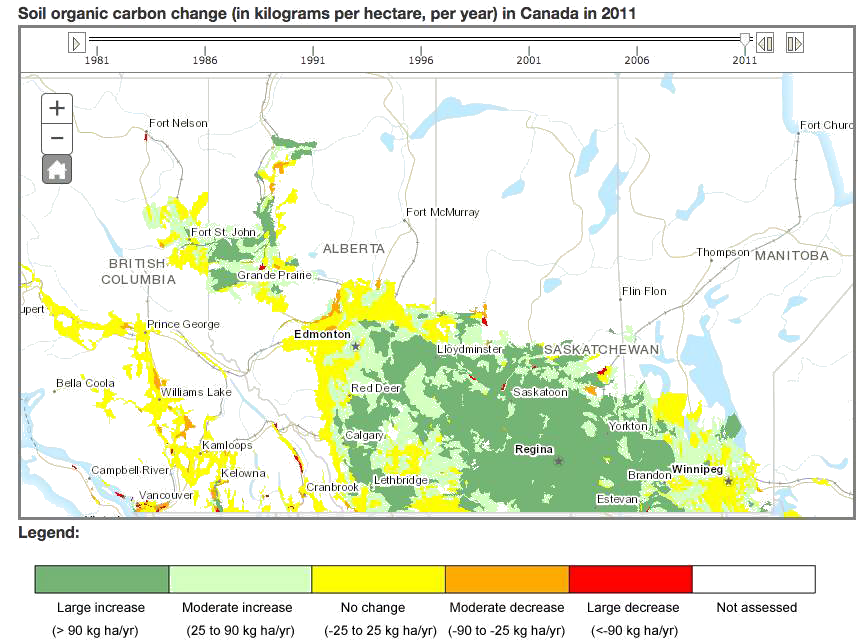 Soil organic carbon change (in kilograms per hectare, per year) in Canada in 2011
1981 1986 1991 1996 2001 2006 2011
+
−
Fort Nelson
Fort Churc
Fort McMurray
Fort St. John
ALBERTA
Thompson MANITOBA
BRITISH
COLUMBIA
Grande Prairie
Flin Flon
upert
Prince George
Edmonton
Lloydminster
SASKATCHEWAN
Bella Coola
Williams Lake
Red Deer
Saskatoon
Calgary
Yorkton
Kamloops
Regina
Campbell River
Kelowna
Lethbridge
Brandon
Winnipeg
Cranbrook
Vancouver
Estevan
Legend:
Large increase Moderate increase No change Moderate decrease Large decrease Not assessed
(> 90 kg ha/yr) (25 to 90 kg ha/yr) (-25 to 25 kg ha/yr) (-90 to -25 kg ha/yr) (<-90 kg ha/yr)